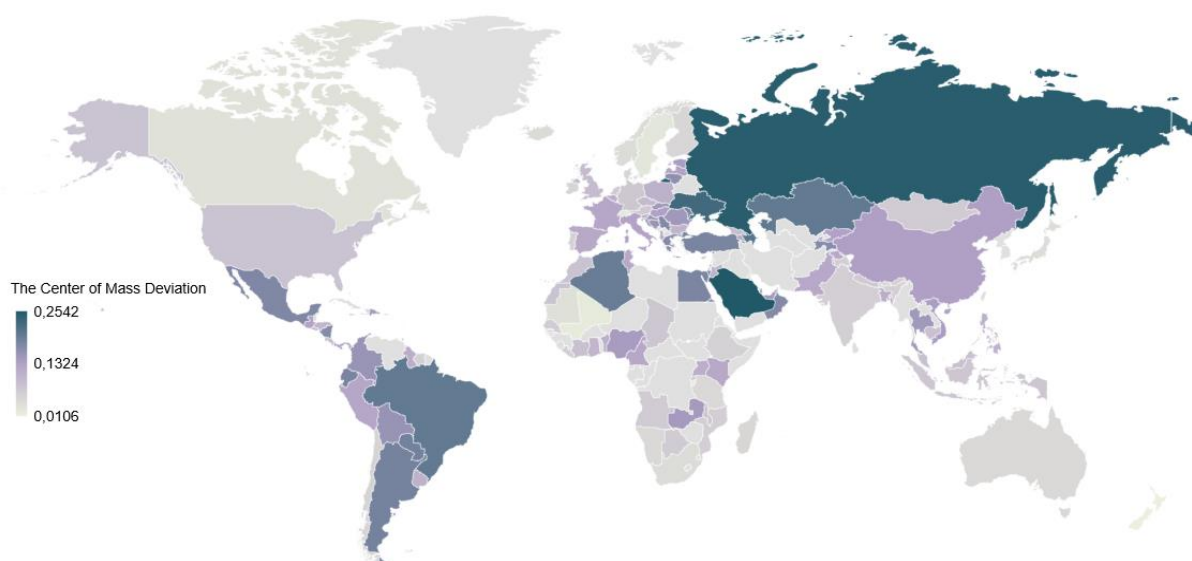 The Center of Mass Deviation
0,2542
0,1324
0,0106